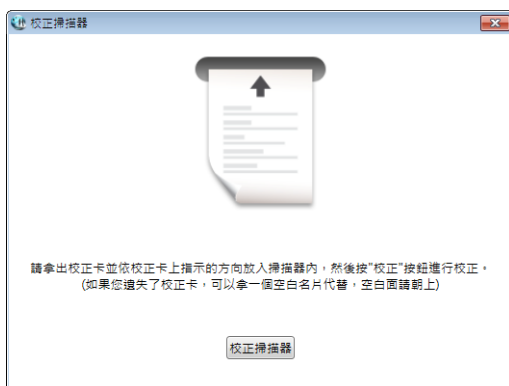 校正掃描器
請拿出校正卡並依校正卡上指示的方向放入掃描器內，然後按"校正"按鈕進行校正。
(如果您遺失了校正卡，可以拿一個空白名片代替，空白面請朝上)
校正掃描器